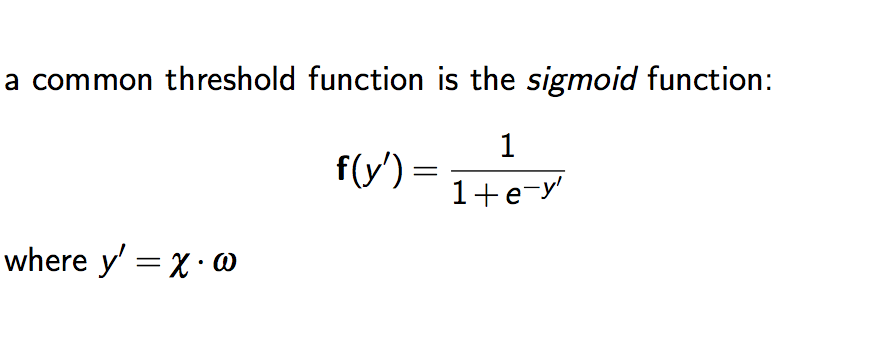 a common threshold function is the sigmoid function:
f(y′) = 1 / (1 + e^{−y′})
where y′ = χ · ω